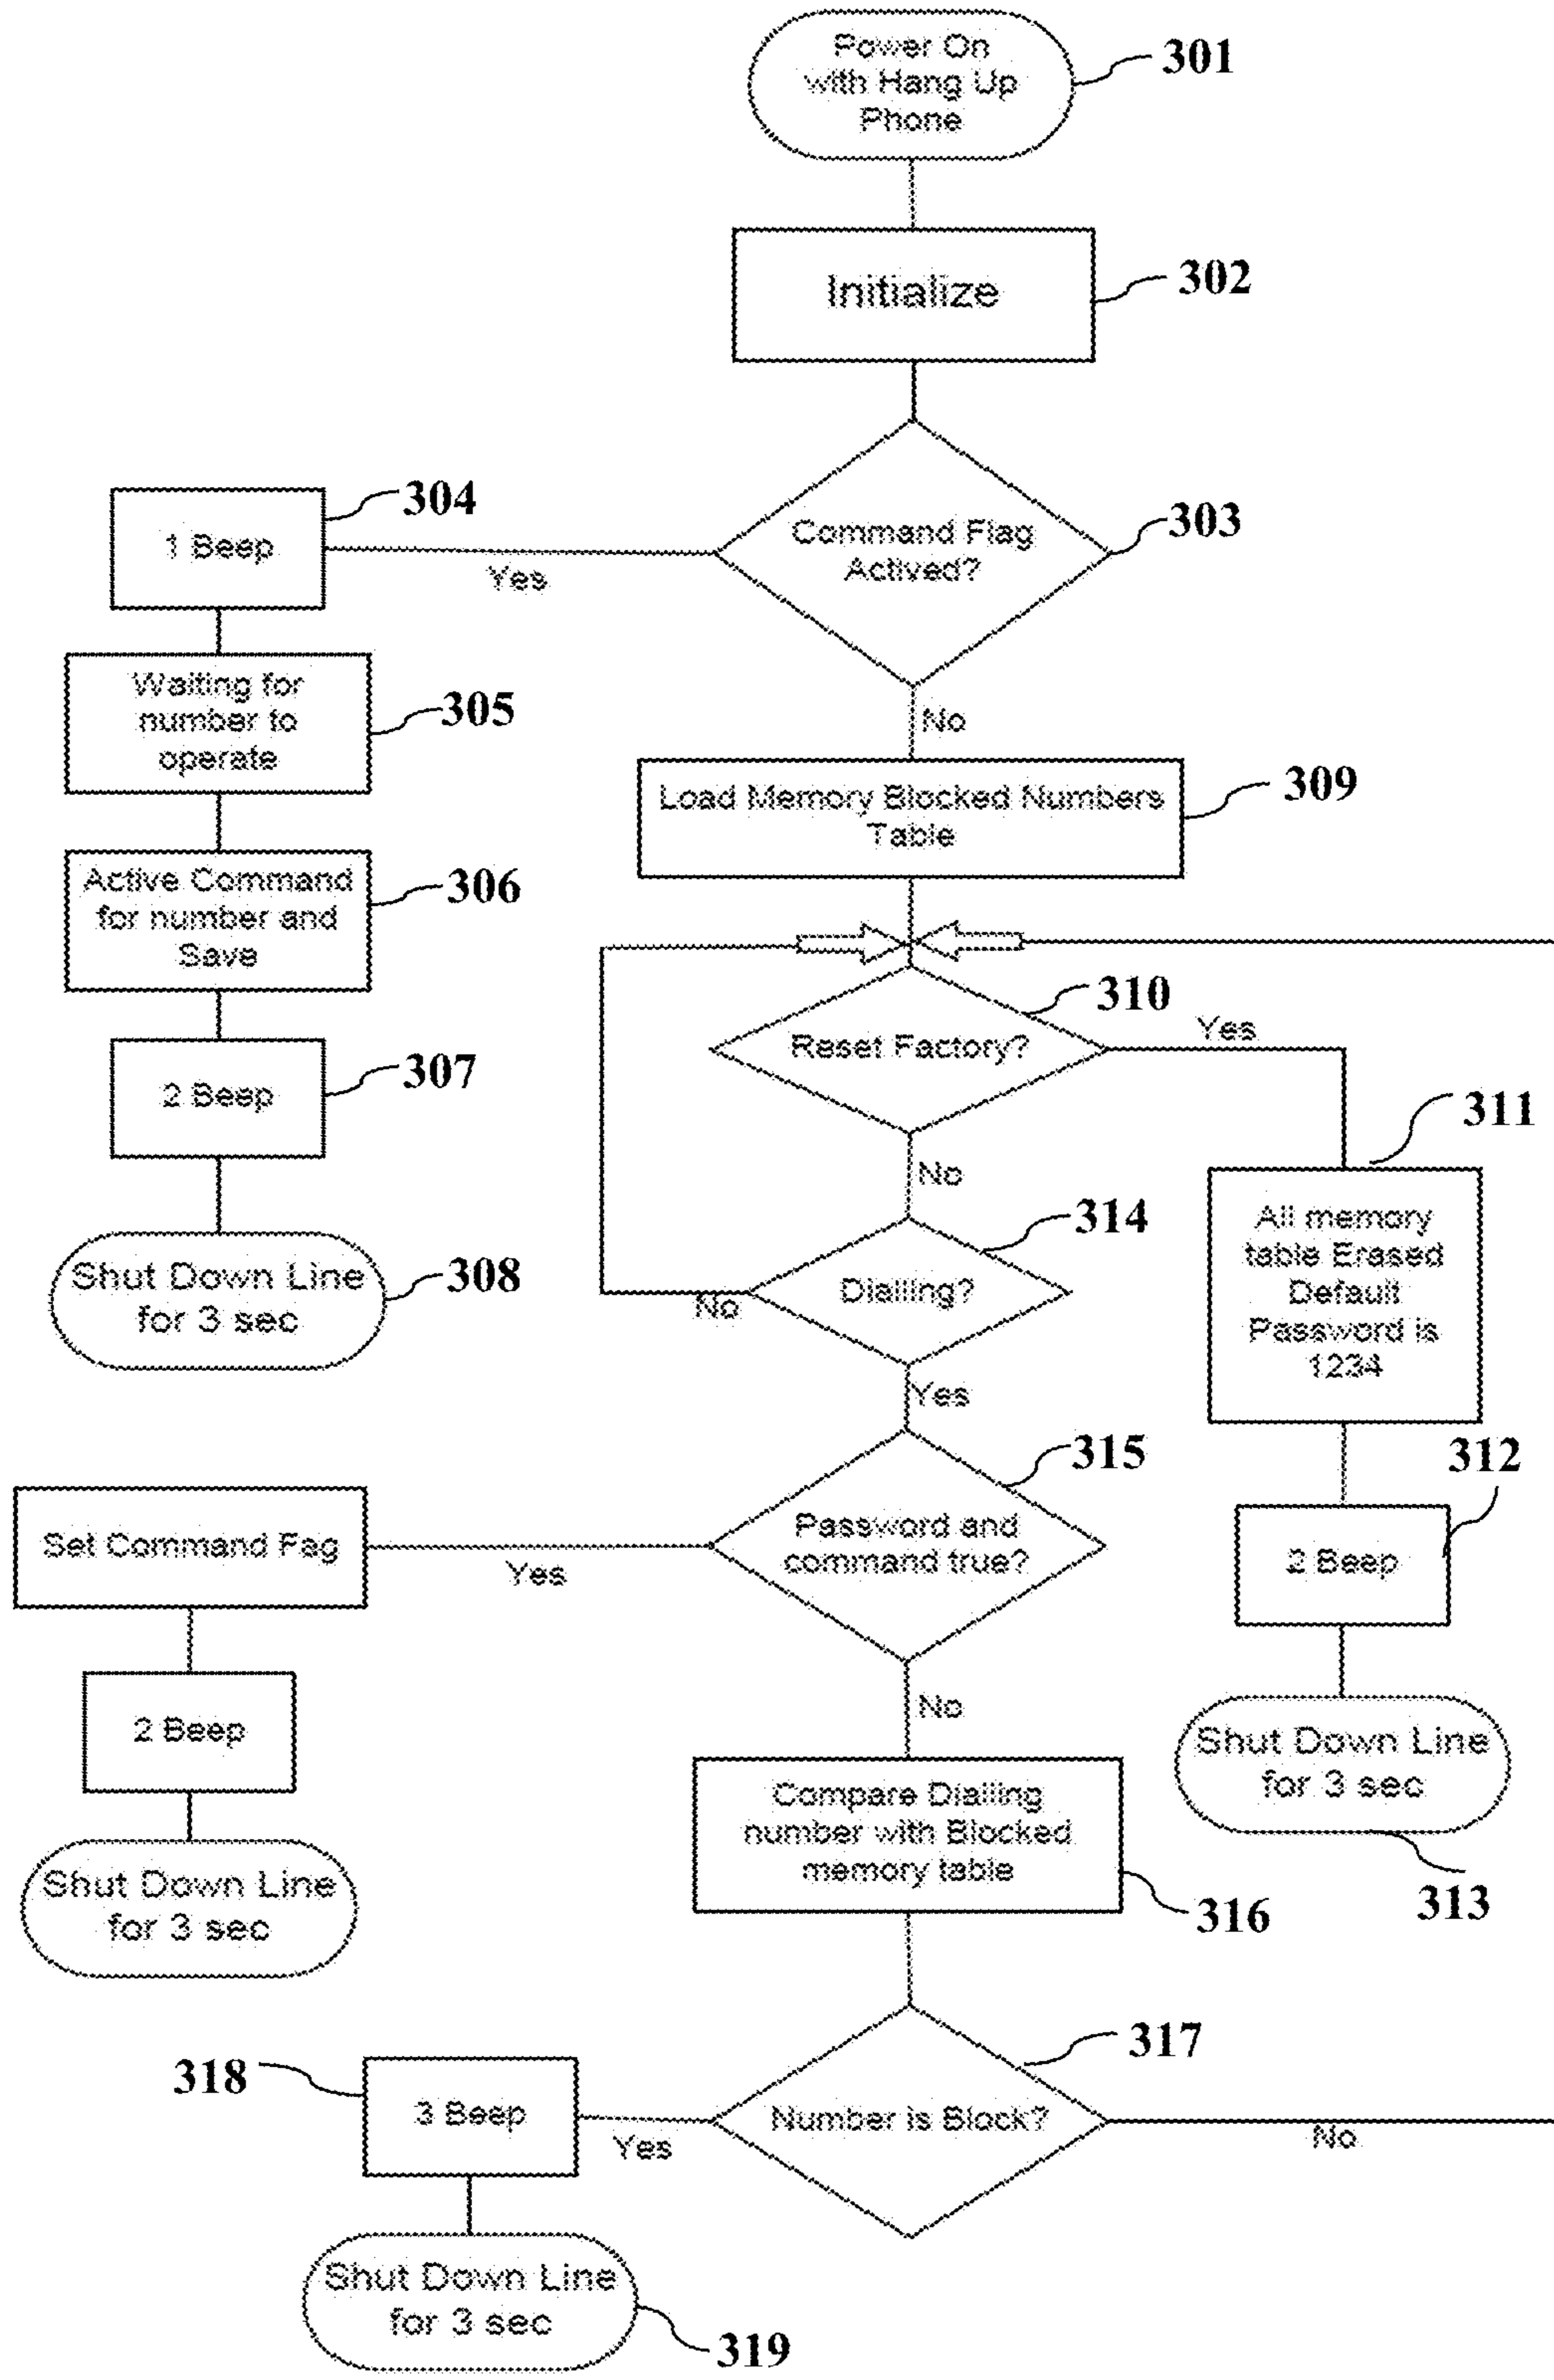 Power On
with Hang Up
Phone
301
Initialize
302
Command Flag
Actived?
303
Yes
1 Beep
304
Waiting for
number to
operate
305
Active Command
for number and
Save
306
2 Beep
307
Shut Down Line
for 3 sec
308
No
Load Memory Blocked Numbers
Table
309
Reset Factory?
310
Yes
All memory
table Erased
Default
Password is
1234
311
2 Beep
312
Shut Down Line
for 3 sec
313
No
Dialling?
314
No
Yes
Password and
command true?
315
Yes
Set Command Fag
2 Beep
Shut Down Line
for 3 sec
No
Compare Dialling
number with Blocked
memory table
316
Number is Block?
317
No
Yes
3 Beep
318
Shut Down Line
for 3 sec
319